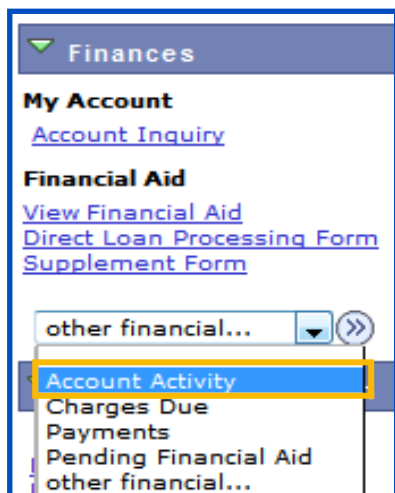 Finances
My Account
Account Inquiry
Financial Aid
View Financial Aid
Direct Loan Processing Form
Supplement Form
other financial...
Account Activity
Charges Due
Payments
Pending Financial Aid
other financial...